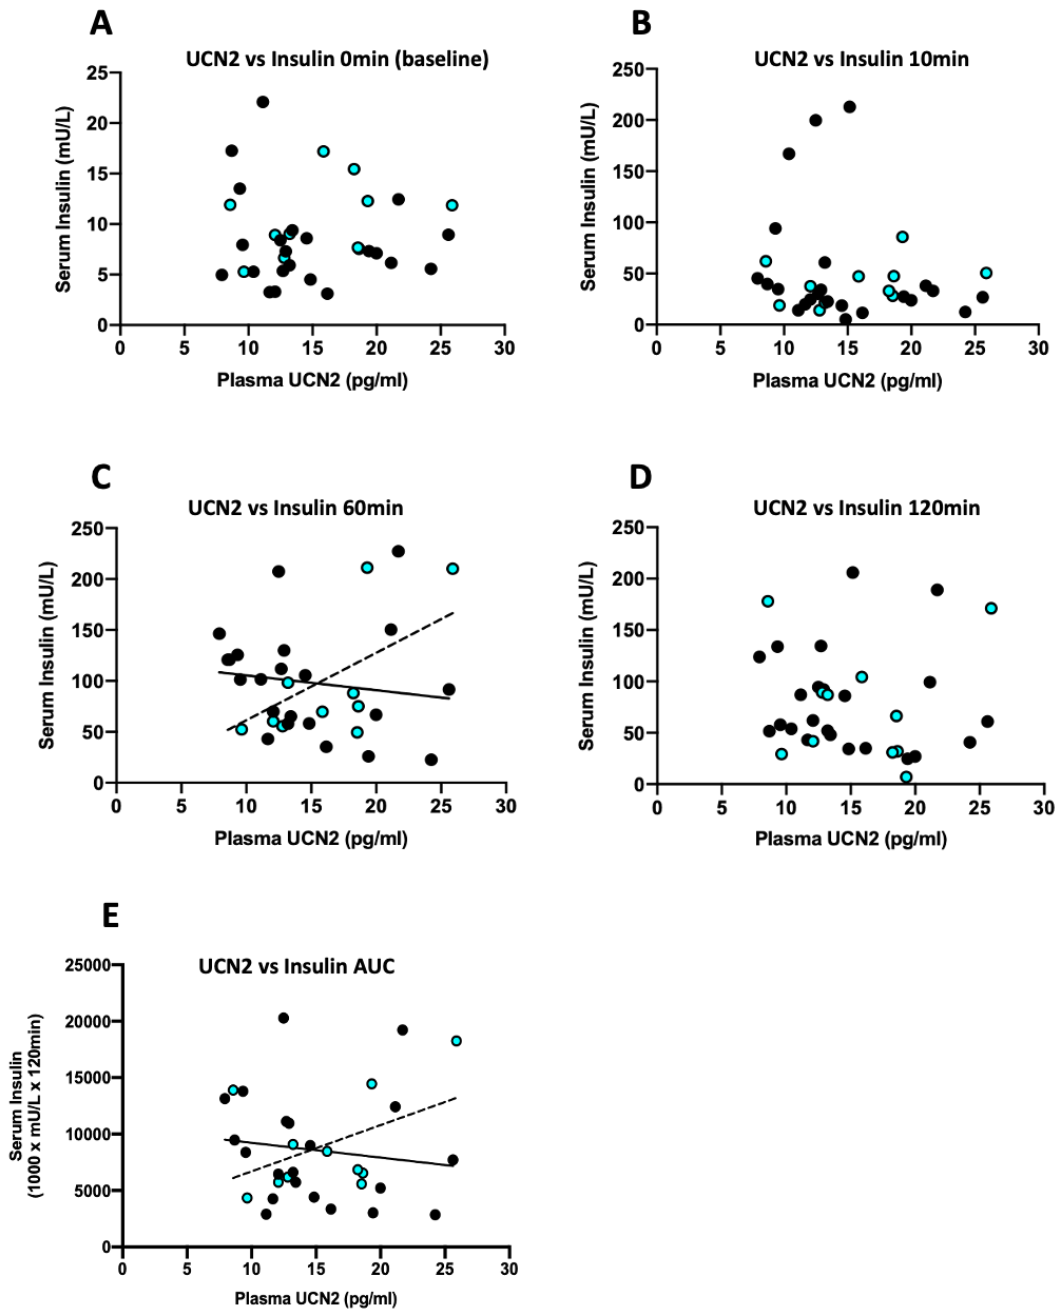 A
UCN2 vs Insulin 0min (baseline)
25
20
15
10
5
0
Serum Insulin (mU/L)
0 5 10 15 20 25 30
Plasma UCN2 (pg/ml)
B
UCN2 vs Insulin 10min
250
200
150
100
50
0
Serum Insulin (mU/L)
0 5 10 15 20 25 30
Plasma UCN2 (pg/ml)
C
UCN2 vs Insulin 60min
250
200
150
100
50
0
Serum Insulin (mU/L)
0 5 10 15 20 25 30
Plasma UCN2 (pg/ml)
D
UCN2 vs Insulin 120min
250
200
150
100
50
0
Serum Insulin (mU/L)
0 5 10 15 20 25 30
Plasma UCN2 (pg/ml)
E
UCN2 vs Insulin AUC
25000
20000
15000
10000
5000
0
Serum Insulin
(1000 x mU/L x 120min)
0 5 10 15 20 25 30
Plasma UCN2 (pg/ml)